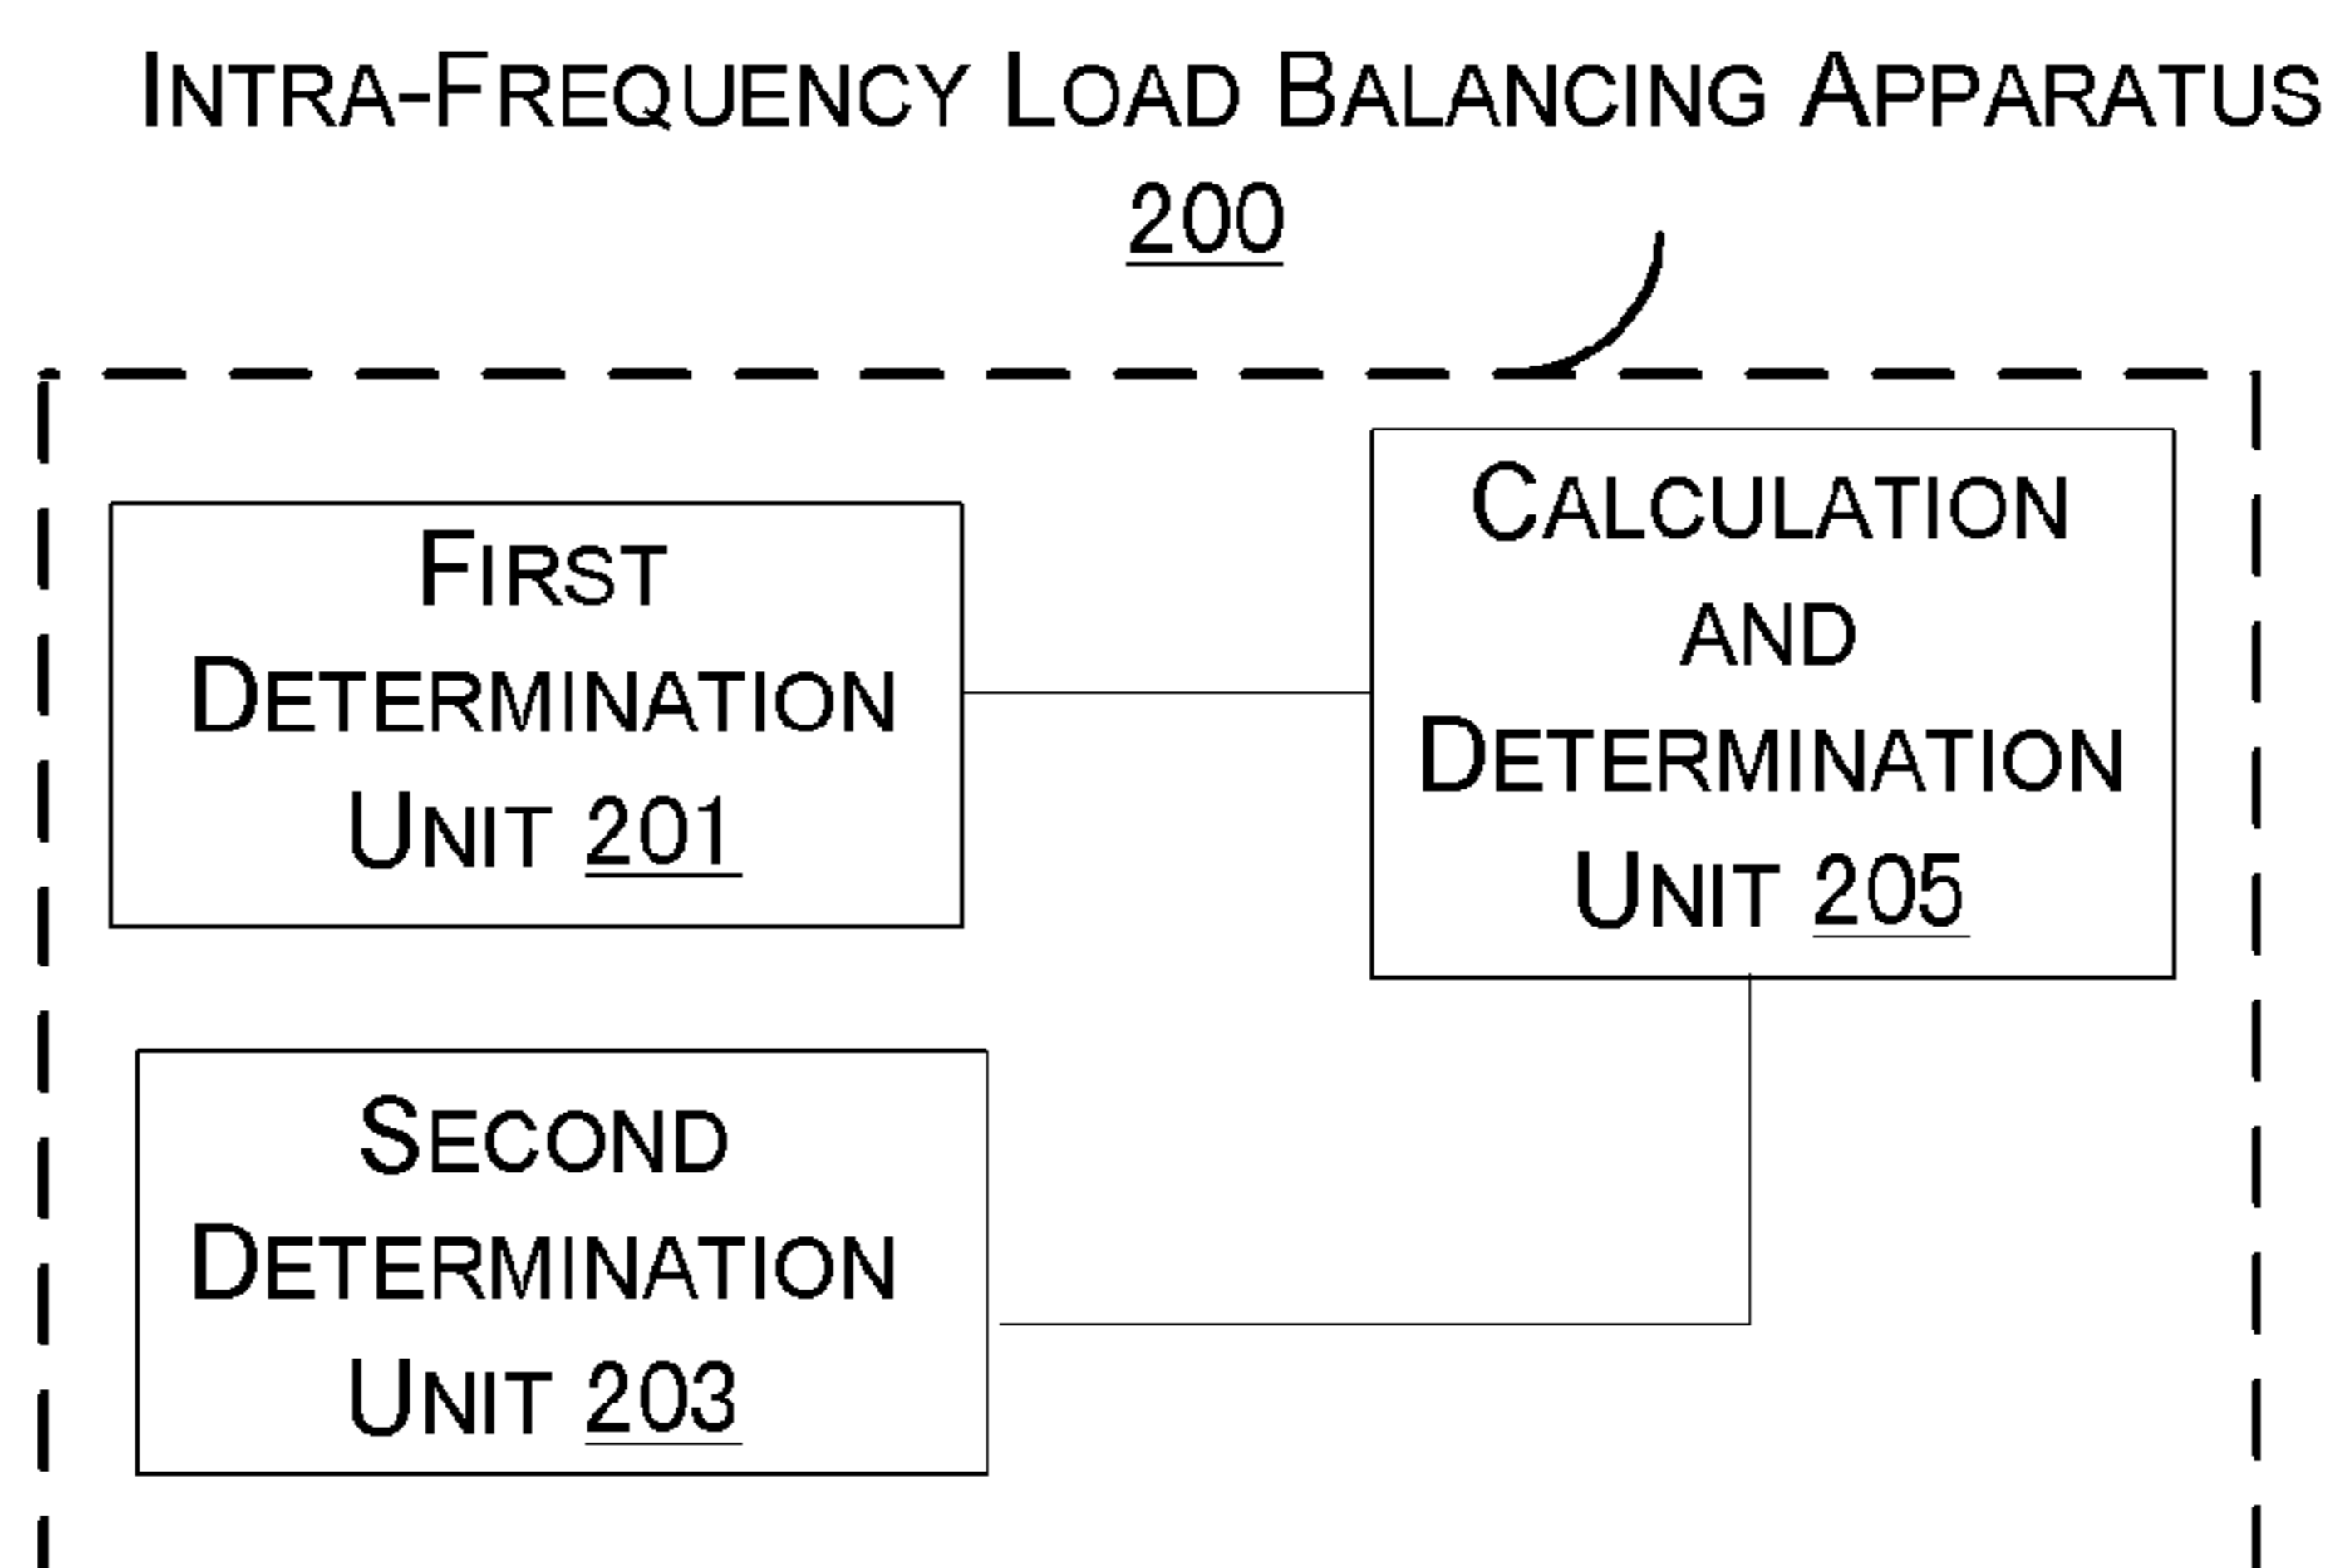 INTRA-FREQUENCY LOAD BALANCING APPARATUS
200
FIRST
DETERMINATION
UNIT 201
CALCULATION
AND
DETERMINATION
UNIT 205
SECOND
DETERMINATION
UNIT 203